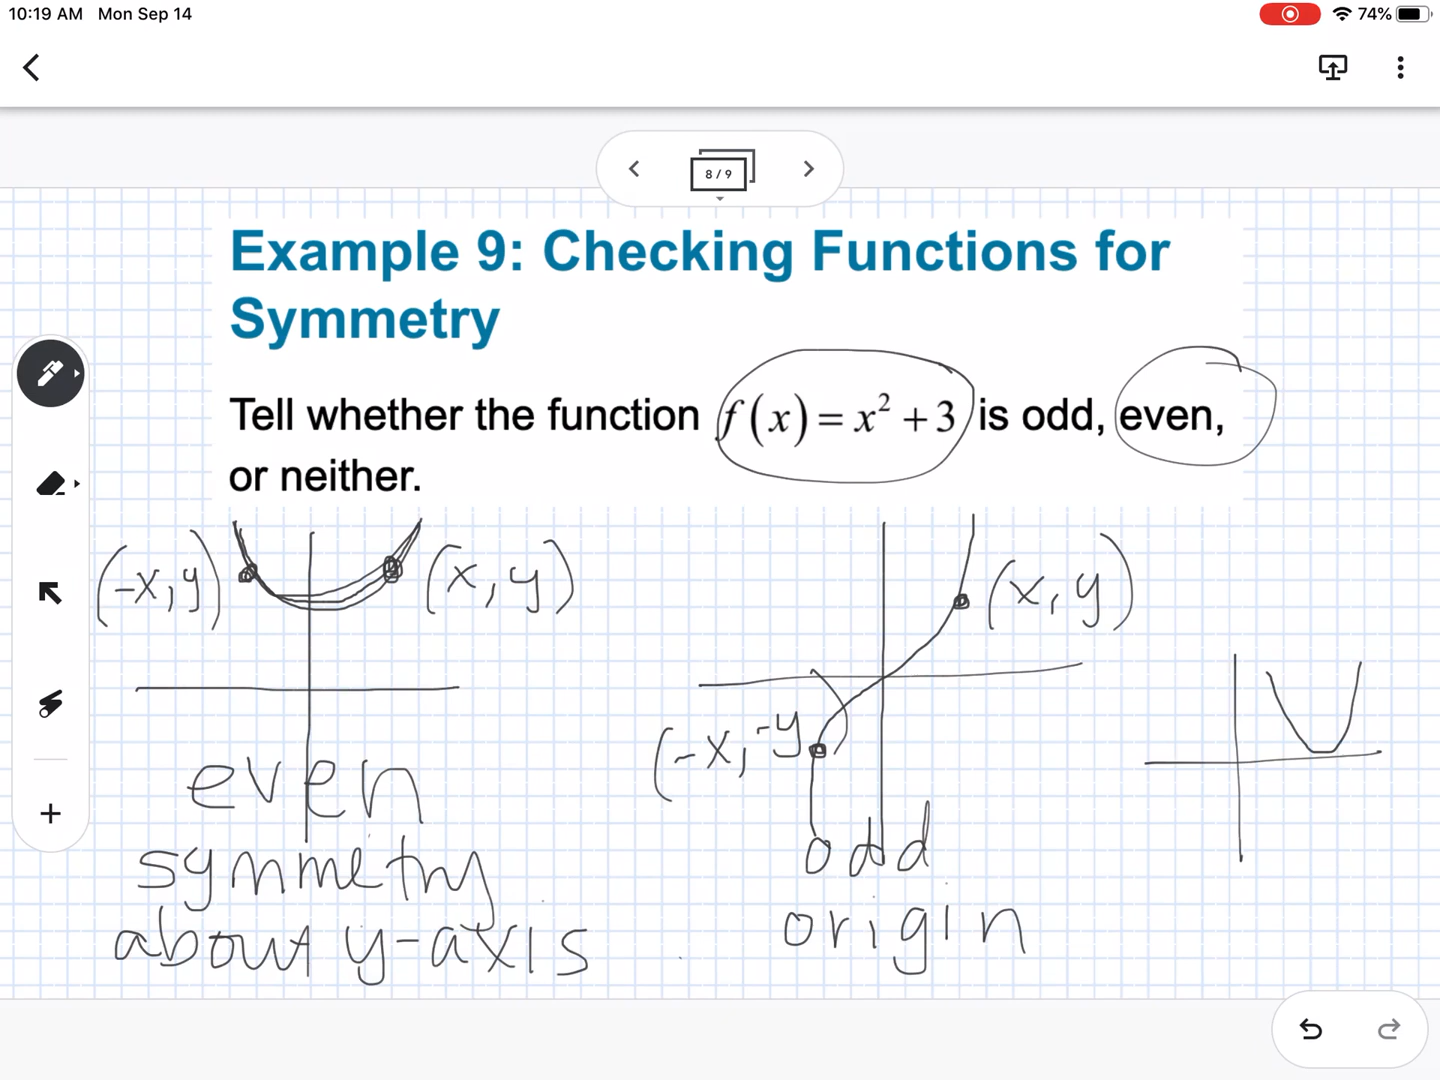 10:19 AM Mon Sep 14
74%
8 / 9
Example 9: Checking Functions for
Symmetry
Tell whether the function f(x) = x² + 3 is odd, even,
or neither.
(-x, y)
(x, y)
even
symmetry
about y-axis
(x, y)
(-x, -y)
odd
origin